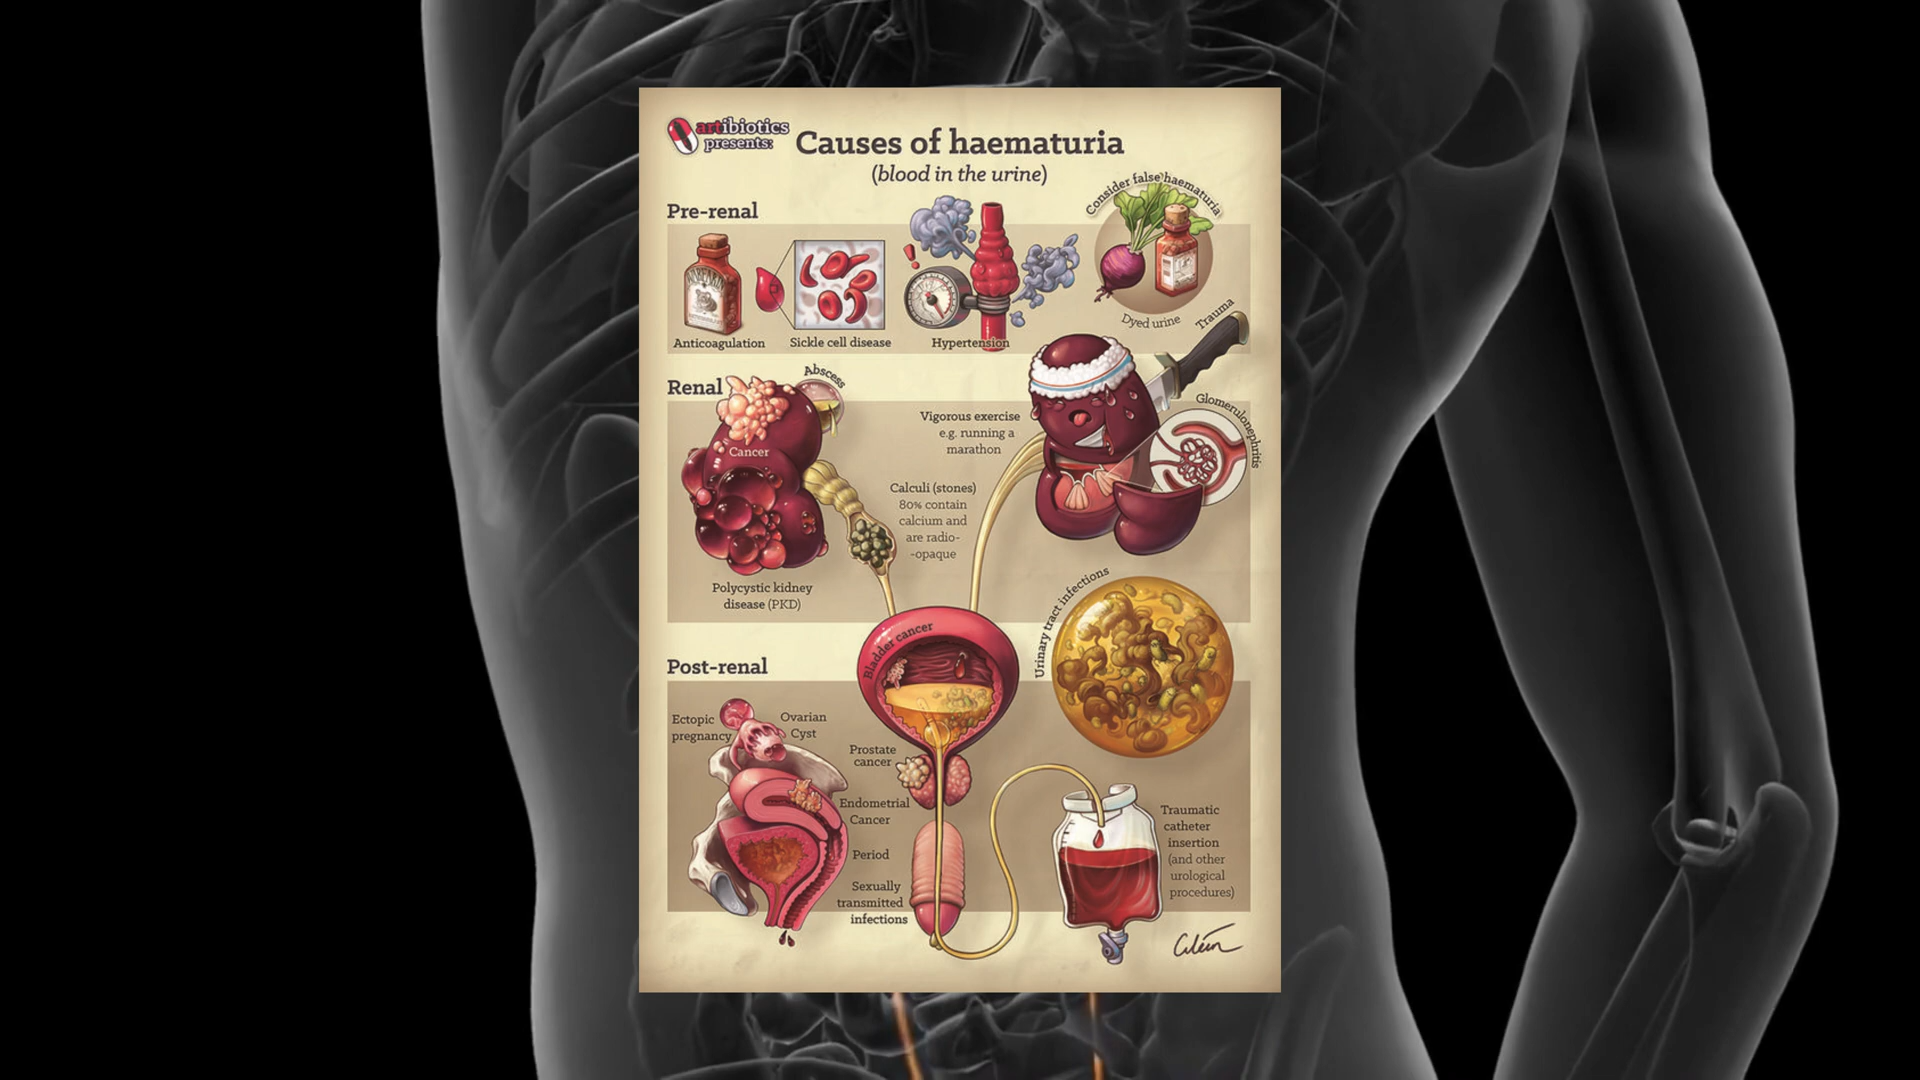 artibiotics
presents:
Causes of haematuria
(blood in the urine)
Pre-renal
Consider false haematuria
Anticoagulation
Sickle cell disease
Hypertension
Dyed urine
Trauma
Renal
Abscess
Cancer
Vigorous exercise
e.g. running a
marathon
Glomerulonephritis
Calculi (stones)
80% contain
calcium and
are radio-
-opaque
Polycystic kidney
disease (PKD)
Urinary tract infections
Bladder cancer
Post-renal
Ectopic
pregnancy
Ovarian
Cyst
Prostate
cancer
Endometrial
Cancer
Period
Sexually
transmitted
infections
Traumatic
catheter
insertion
(and other
urological
procedures)